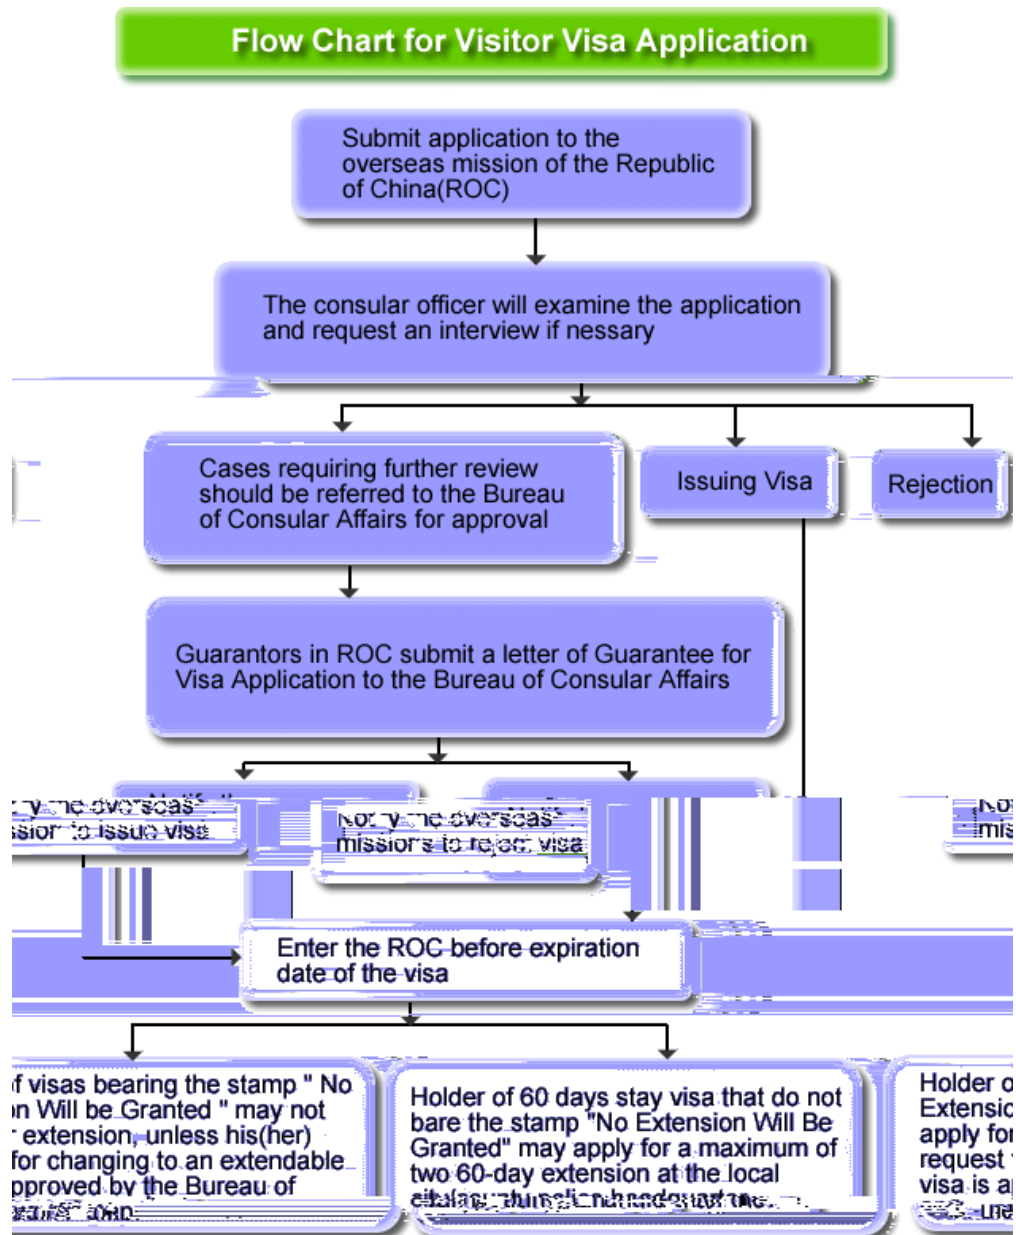 Flow Chart for Visitor Visa Application
Submit application to the
overseas mission of the Republic
of China(ROC)
The consular officer will examine the application
and request an interview if nessary
Cases requiring further review
should be referred to the Bureau
of Consular Affairs for approval
Issuing Visa
Rejection
Guarantors in ROC submit a letter of Guarantee for
Visa Application to the Bureau of Consular Affairs
to issue visa
overseas
missions to reject visa
Enter the ROC before expiration
date of the visa
of visas bearing the stamp " No
on Will be Granted " may not
extension, unless his(her)
for changing to an extendable
approved by the Bureau of
Holder of 60 days stay visa that do not
bare the stamp "No Extension Will Be
Granted" may apply for a maximum of
two 60-day extension at the local
Holder
apply for
request
visa is